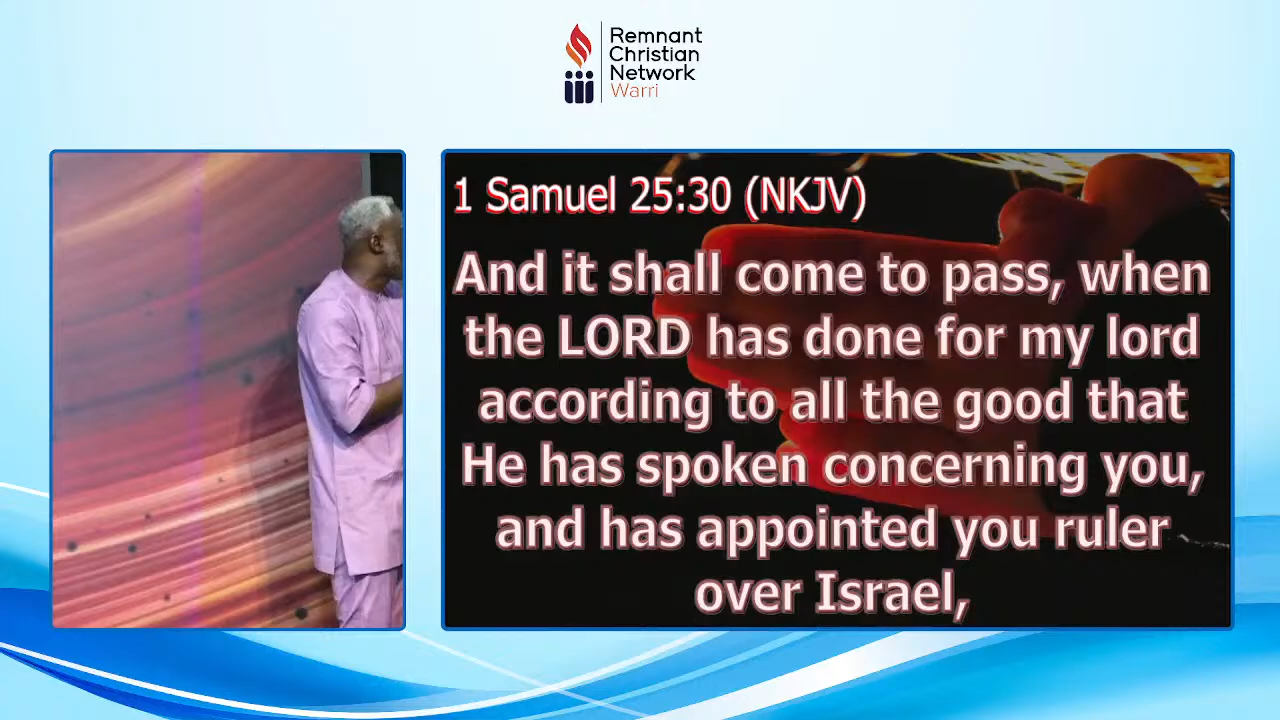 Remnant
Christian
Network
Warri
1 Samuel 25:30 (NKJV)
And it shall come to pass, when
the LORD has done for my lord
according to all the good that
He has spoken concerning you,
and has appointed you ruler
over Israel,